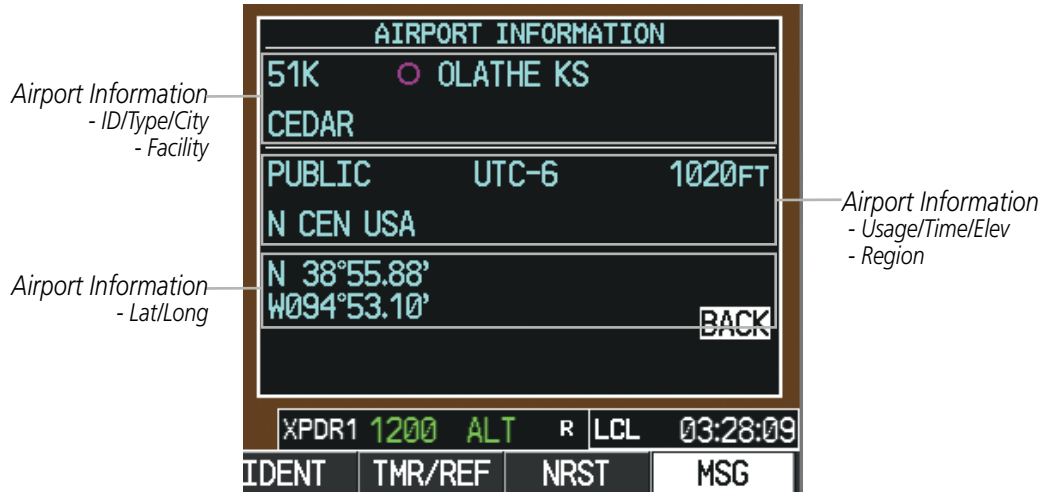 AIRPORT INFORMATION
51K OLATHE KS
CEDAR
Airport Information
- ID/Type/City
- Facility
PUBLIC UTC-6 1020FT
N CEN USA
Airport Information
- Usage/Time/Elev
- Region
N 38°55.88'
W094°53.10'
Airport Information
- Lat/Long
BACK
XPDR1 1200 ALT R LCL 03:28:09
IDENT TMR/REF NRST MSG